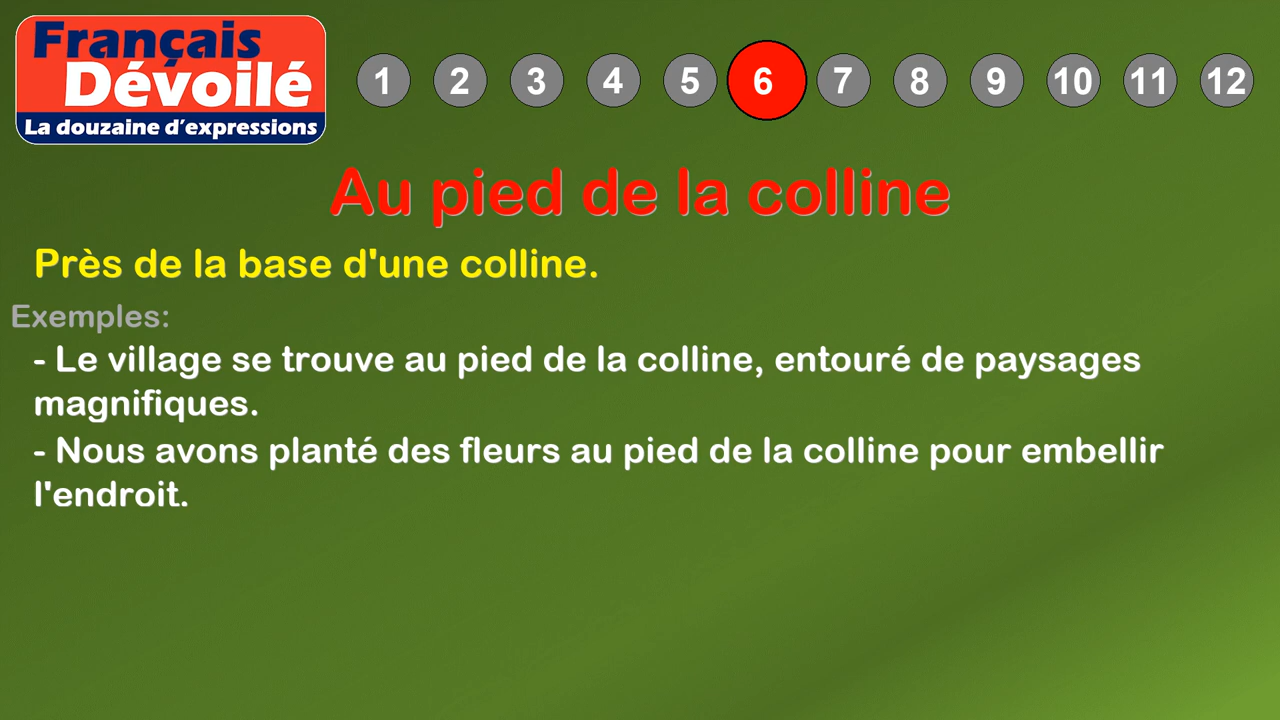 Français
Dévoilé
La douzaine d'expressions
1 2 3 4 5 6 7 8 9 10 11 12
Au pied de la colline
Près de la base d'une colline.
Exemples:
- Le village se trouve au pied de la colline, entouré de paysages
magnifiques.
- Nous avons planté des fleurs au pied de la colline pour embellir
l'endroit.